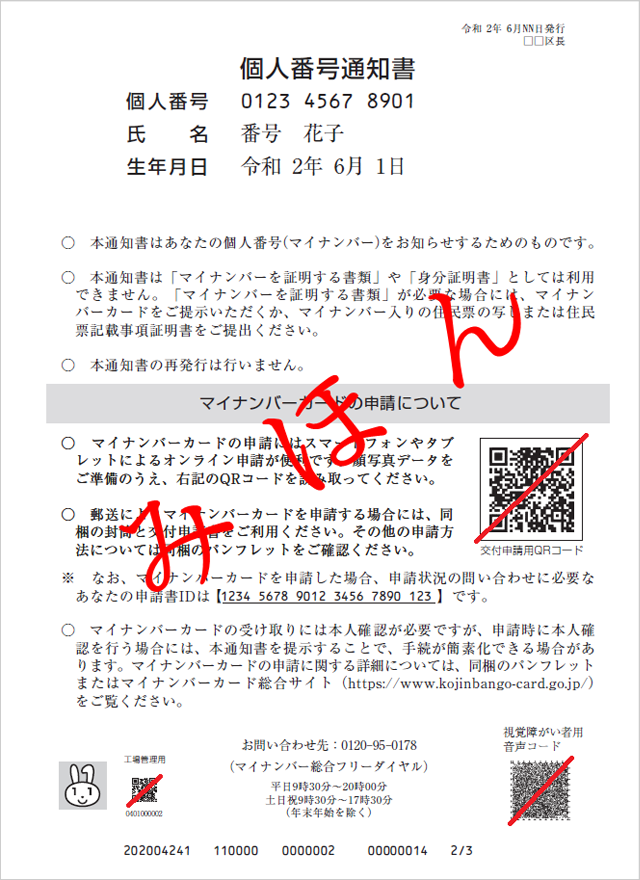 令和 2年 6月NN日発行
□□区長
個人番号通知書
個人番号 0123 4567 8901
氏 名 番号 花子
生年月日 令和 2年 6月 1日
○ 本通知書はあなたの個人番号(マイナンバー)をお知らせするためのものです。
○ 本通知書は「マイナンバーを証明する書類」や「身分証明書」としては利用
できません。「マイナンバーを証明する書類」が必要な場合には、マイナン
バーカードをご提示いただくか、マイナンバー入りの住民票の写しまたは住民
票記載事項証明書をご提出ください。
○ 本通知書の再発行は行いません。
マイナンバーカードの申請について
○ マイナンバーカードの申請にはスマートフォンやタブ
レットによるオンライン申請が便利です。顔写真データを
ご準備のうえ、右記のQRコードを読み取ってください。
○ 郵送によりマイナンバーカードを申請する場合には、同
梱の封筒と交付申請書をご利用ください。その他の申請方
法については同梱のパンフレットをご確認ください。
交付申請用QRコード
※ なお、マイナンバーカードを申請した場合、申請状況の問い合わせに必要な
あなたの申請書IDは【1234 5678 9012 3456 7890 123 】です。
○ マイナンバーカードの受け取りには本人確認が必要ですが、申請時に本人確
認を行う場合には、本通知書を提示することで、手続が簡素化できる場合があ
ります。マイナンバーカードの申請に関する詳細については、同梱のパンフレット
またはマイナンバーカード総合サイト（https://www.kojinbango-card.go.jp/）
をご覧ください。
みほん
工場管理用
0401000002
お問い合わせ先：0120-95-0178
（マイナンバー総合フリーダイヤル）
平日9時30分～20時00分
土日祝9時30分～17時30分
（年末年始を除く）
視覚障がい者用
音声コード
202004241 110000 0000002 00000014 2/3